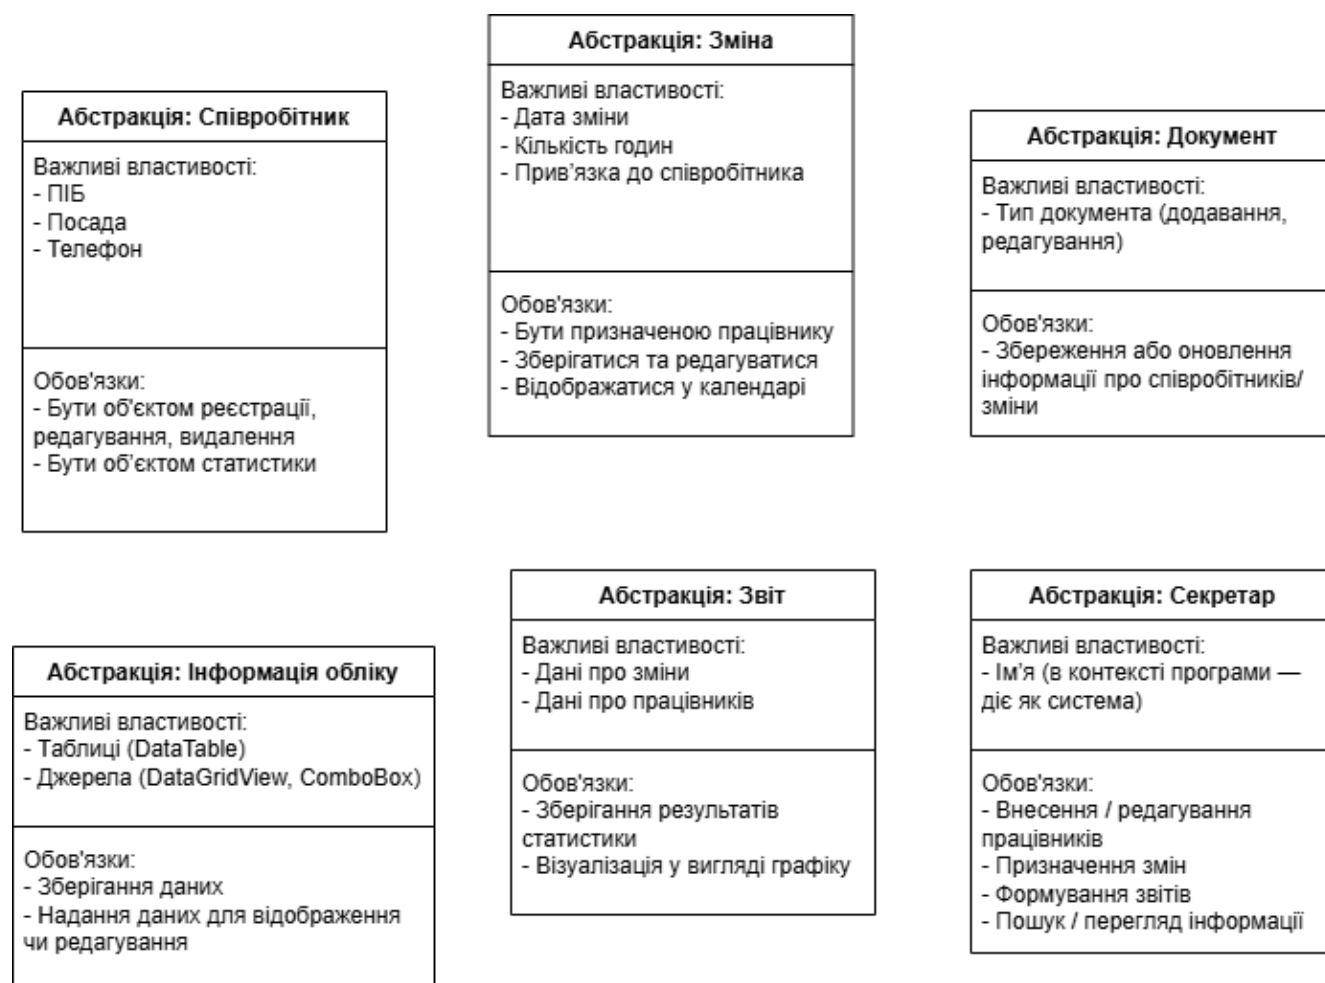 Абстракція: Співробітник
Важливі властивості:
- ПІБ
- Посада
- Телефон
Обов'язки:
- Бути об'єктом реєстрації,
редагування, видалення
- Бути об’єктом статистики
Абстракція: Зміна
Важливі властивості:
- Дата зміни
- Кількість годин
- Прив’язка до співробітника
Обов'язки:
- Бути призначеною працівнику
- Зберігатися та редагуватися
- Відображатися у календарі
Абстракція: Документ
Важливі властивості:
- Тип документа (додавання,
редагування)
Обов'язки:
- Збереження або оновлення
інформації про співробітників/
зміни
Абстракція: Інформація обліку
Важливі властивості:
- Таблиці (DataTable)
- Джерела (DataGridView, ComboBox)
Обов'язки:
- Зберігання даних
- Надання даних для відображення
чи редагування
Абстракція: Звіт
Важливі властивості:
- Дані про зміни
- Дані про працівників
Обов'язки:
- Зберігання результатів
статистики
- Візуалізація у вигляді графіку
Абстракція: Секретар
Важливі властивості:
- Ім’я (в контексті програми —
діє як система)
Обов'язки:
- Внесення / редагування
працівників
- Призначення змін
- Формування звітів
- Пошук / перегляд інформації